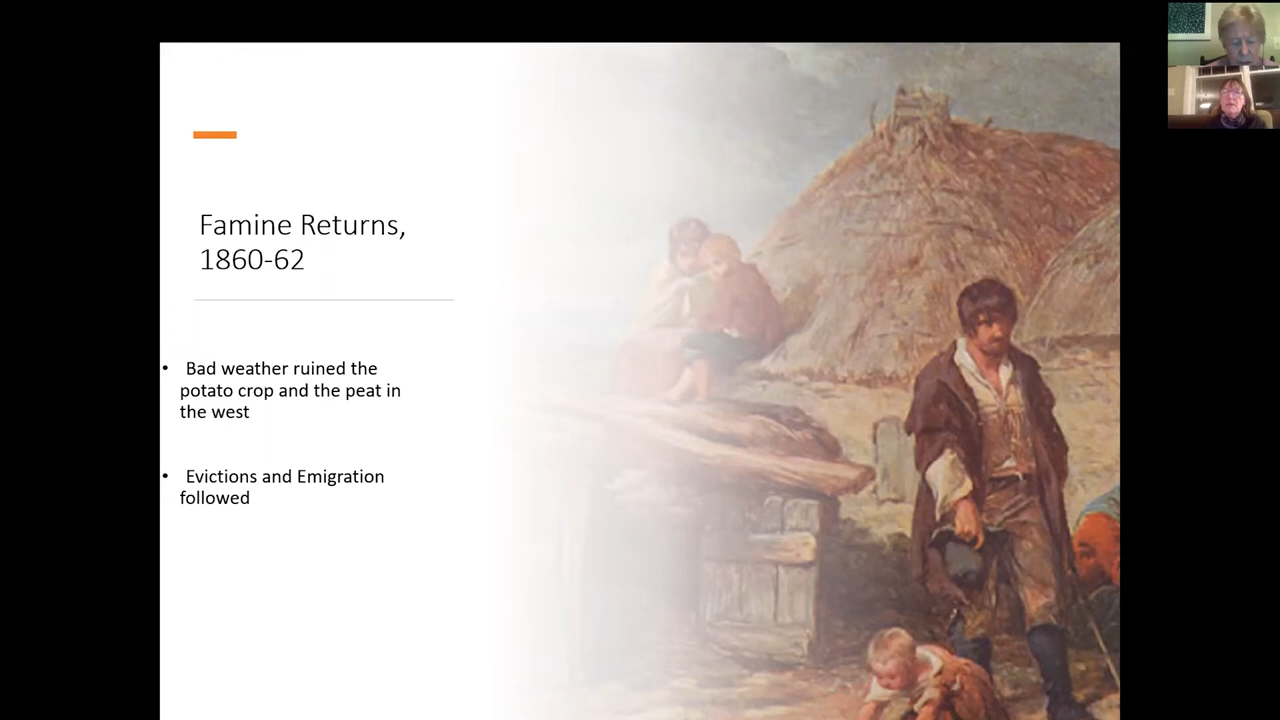 Famine Returns,
1860-62
• Bad weather ruined the
potato crop and the peat in
the west
• Evictions and Emigration
followed